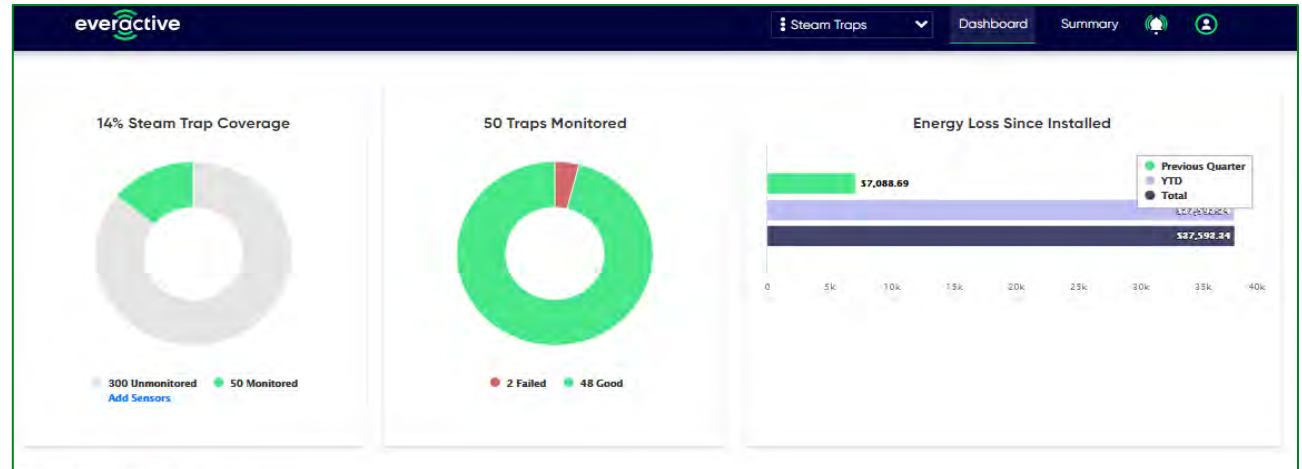 everactive
Steam Traps
Dashboard
Summary
14% Steam Trap Coverage
300 Unmonitored
50 Monitored
Add Sensors
50 Traps Monitored
2 Failed
48 Good
Energy Loss Since Installed
Previous Quarter
YTD
Total
$7,088.69
$37,592.24
0 5k 10k 15k 20k 25k 30k 35k 40k